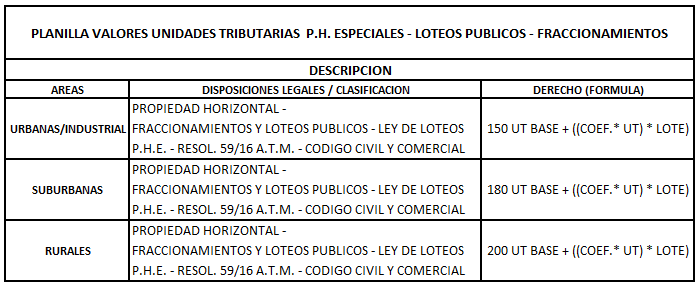 PLANILLA VALORES UNIDADES TRIBUTARIAS P.H. ESPECIALES - LOTEOS PUBLICOS - FRACCIONAMIENTOS
DESCRIPCION
AREAS DISPOSICIONES LEGALES / CLASIFICACION DERECHO (FORMULA)
PROPIEDAD HORIZONTAL -
URBANAS/INDUSTRIAL FRACCIONAMIENTOS Y LOTEOS PUBLICOS - LEY DE LOTEOS 150 UT BASE + ((COEF.* UT) * LOTE)
P.H.E. - RESOL. 59/16 A.T.M. - CODIGO CIVIL Y COMERCIAL
PROPIEDAD HORIZONTAL -
SUBURBANAS FRACCIONAMIENTOS Y LOTEOS PUBLICOS - LEY DE LOTEOS 180 UT BASE + ((COEF.* UT) * LOTE)
P.H.E. - RESOL. 59/16 A.T.M. - CODIGO CIVIL Y COMERCIAL
PROPIEDAD HORIZONTAL -
RURALES FRACCIONAMIENTOS Y LOTEOS PUBLICOS - LEY DE LOTEOS 200 UT BASE + ((COEF.* UT) * LOTE)
P.H.E. - RESOL. 59/16 A.T.M. - CODIGO CIVIL Y COMERCIAL